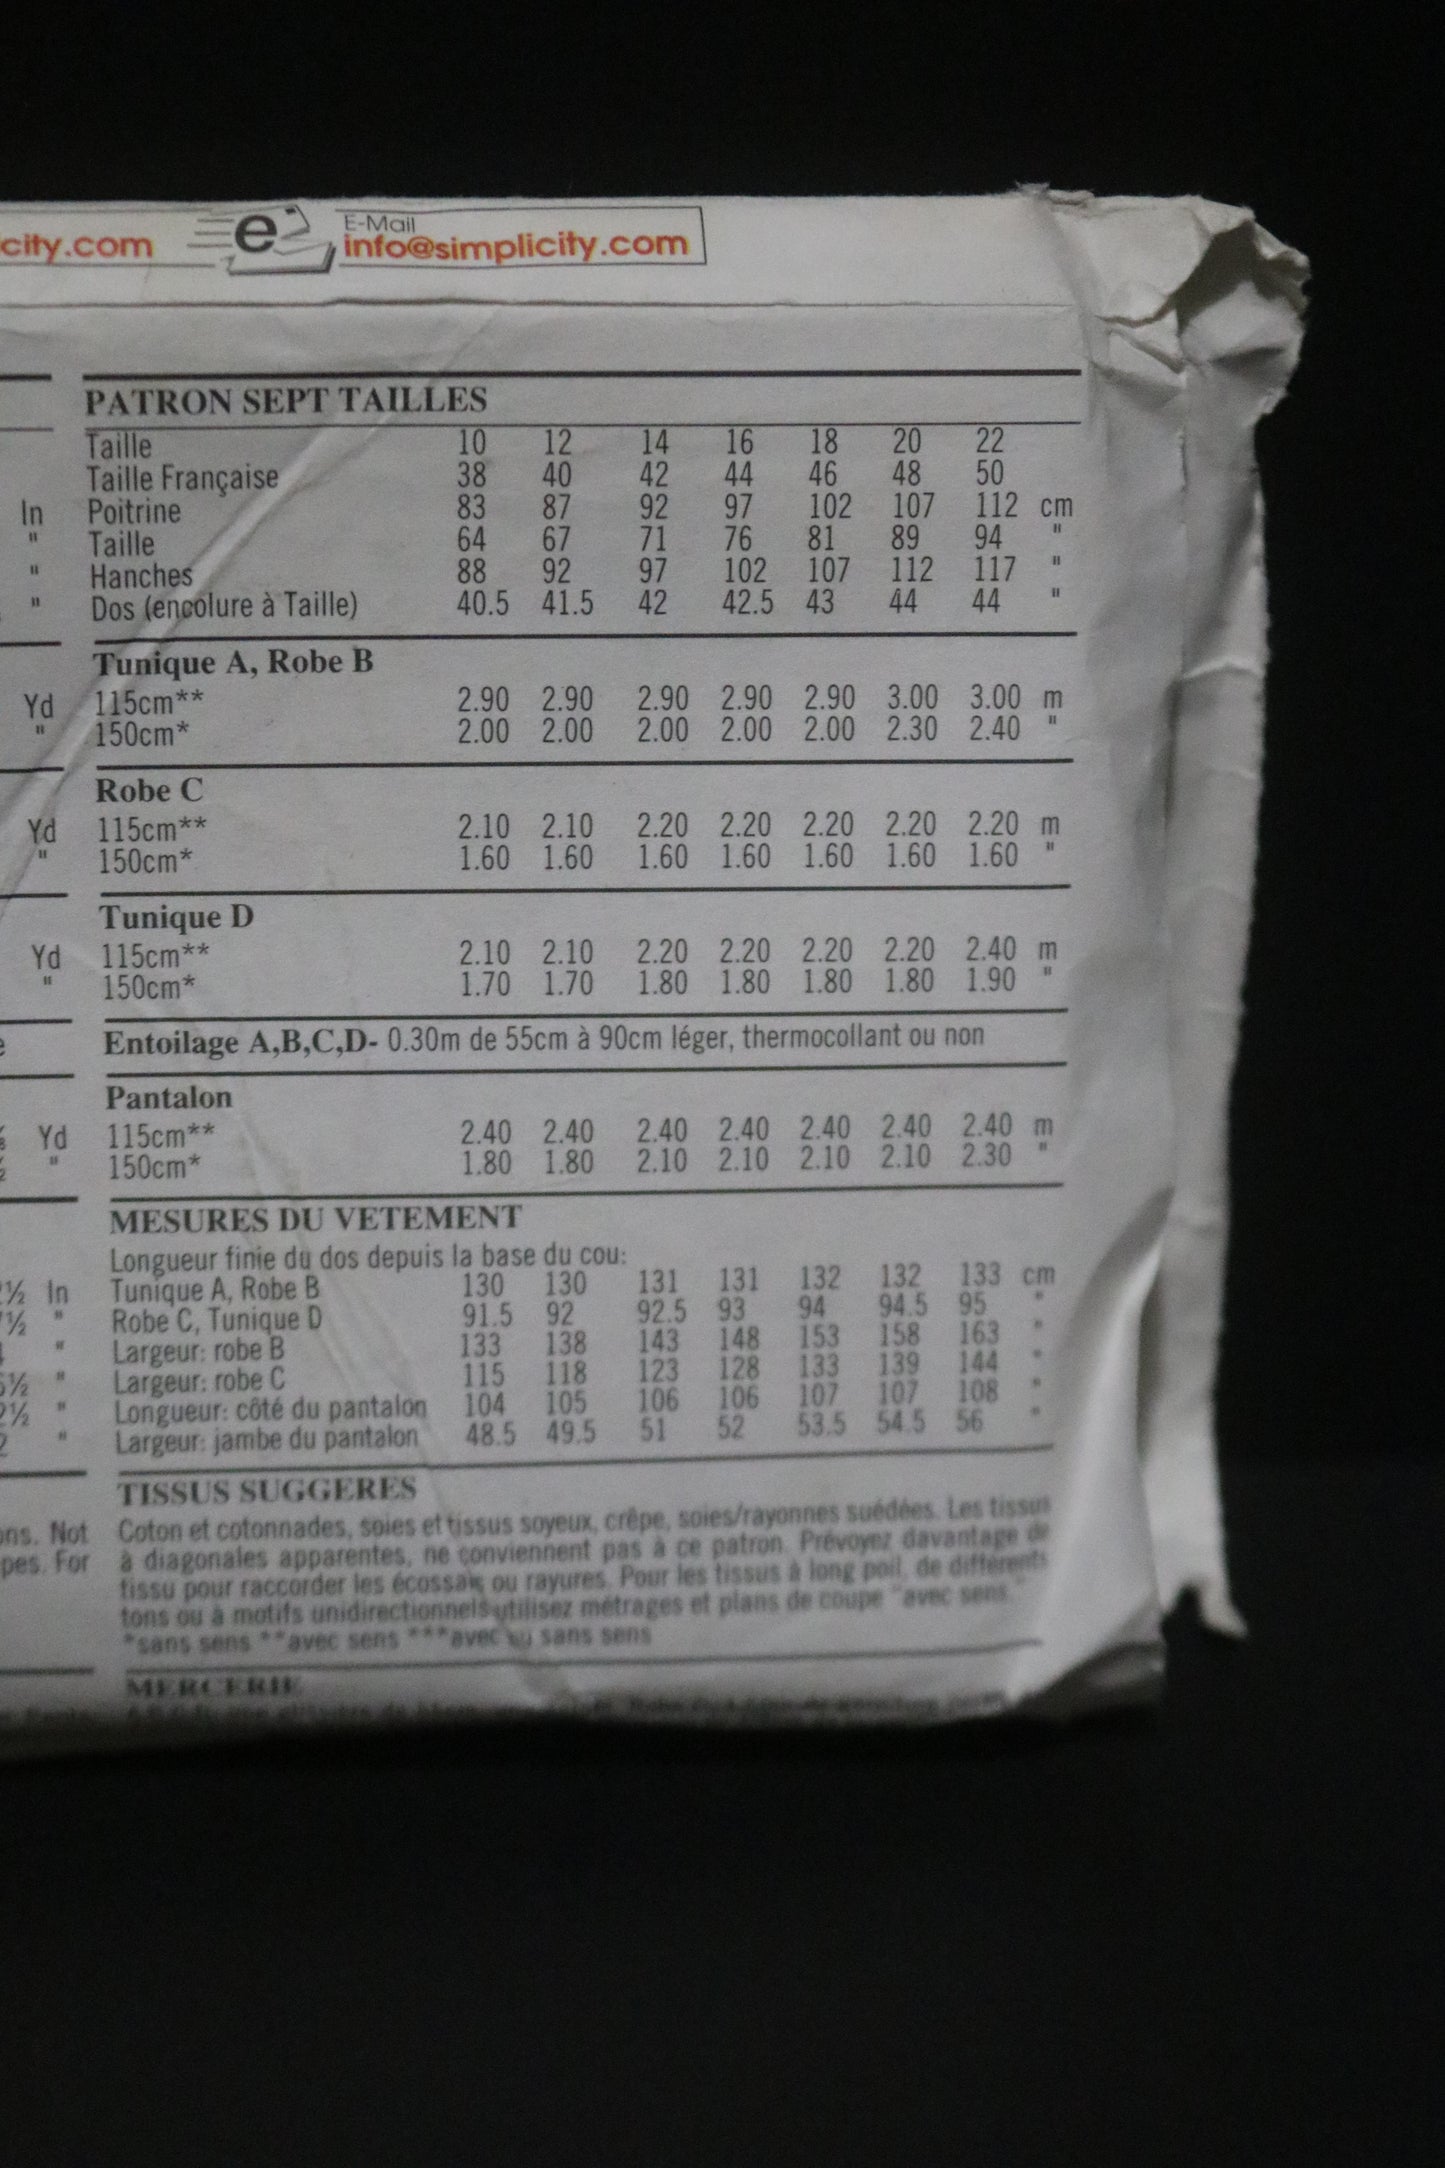 city.com
E-Mail
info@simplicity.com
PATRON SEPT TAILLES
Taille 10 12 14 16 18 20 22
Taille Française 38 40 42 44 46 48 50
In Poitrine 83 87 92 97 102 107 112 cm
" Taille 64 67 71 76 81 89 94 "
" Hanches 88 92 97 102 107 112 117 "
" Dos (encolure à Taille) 40.5 41.5 42 42.5 43 44 44 "
Tunique A, Robe B
Yd 115cm** 2.90 2.90 2.90 2.90 2.90 3.00 3.00 m
" 150cm* 2.00 2.00 2.00 2.00 2.00 2.30 2.40 "
Robe C
Yd 115cm** 2.10 2.10 2.20 2.20 2.20 2.20 2.20 m
" 150cm* 1.60 1.60 1.60 1.60 1.60 1.60 1.60 "
Tunique D
Yd 115cm** 2.10 2.10 2.20 2.20 2.20 2.20 2.40 m
" 150cm* 1.70 1.70 1.80 1.80 1.80 1.80 1.90 "
e Entoilage A,B,C,D- 0.30m de 55cm à 90cm léger, thermocollant ou non
Pantalon
Yd 115cm** 2.40 2.40 2.40 2.40 2.40 2.40 2.40 m
" 150cm* 1.80 1.80 2.10 2.10 2.10 2.10 2.30 "
MESURES DU VETEMENT
Longueur finie du dos depuis la base du cou:
½ In Tunique A, Robe B 130 130 131 131 132 132 133 cm
½ " Robe C, Tunique D 91.5 92 92.5 93 94 94.5 95 "
" Largeur: robe B 133 138 143 148 153 158 163 "
½ " Largeur: robe C 115 118 123 128 133 139 144 "
½ " Longueur: côté du pantalon 104 105 106 106 107 107 108 "
2 " Largeur: jambe du pantalon 48.5 49.5 51 52 53.5 54.5 56 "
TISSUS SUGGERES
ons. Not Coton et cotonnades, soies et tissus soyeux, crêpe, soies/rayonnes suédées. Les tissus
pes. For à diagonales apparentes, ne conviennent pas à ce patron. Prévoyez davantage de
tissu pour raccorder les écossais ou rayures. Pour les tissus à long poil, de différents
tons ou à motifs unidirectionnels utilisez métrages et plans de coupe "avec sens."
*sans sens **avec sens ***avec ou sans sens
MERCERIE